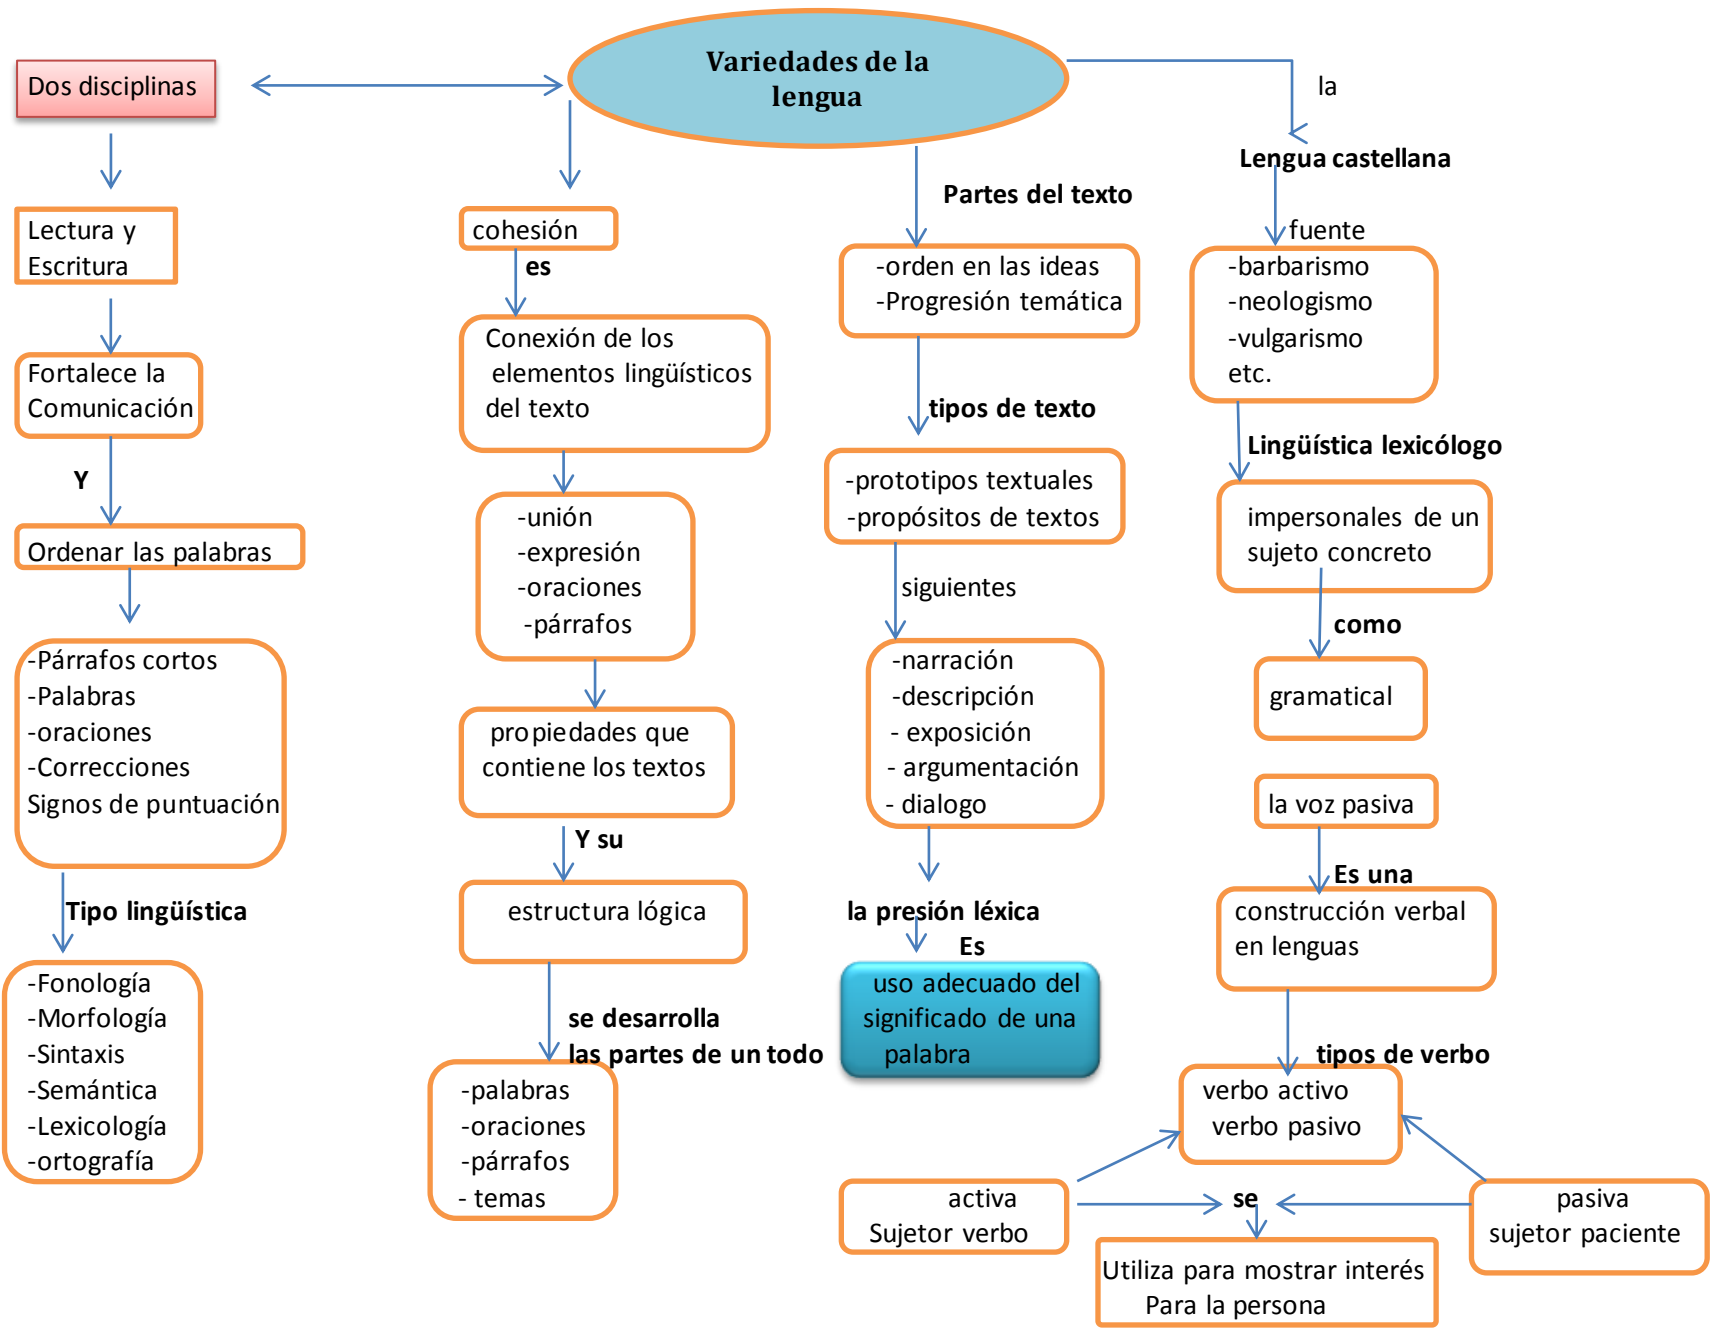 Variedades de la
lengua
Dos disciplinas
Lectura y
Escritura
Fortalece la
Comunicación
Y
Ordenar las palabras
-Párrafos cortos
-Palabras
-oraciones
-Correcciones
Signos de puntuación
Tipo lingüística
-Fonología
-Morfología
-Sintaxis
-Semántica
-Lexicología
-ortografía
cohesión
es
Conexión de los
elementos lingüísticos
del texto
-unión
-expresión
-oraciones
-párrafos
propiedades que
contiene los textos
Y su
estructura lógica
se desarrolla
las partes de un todo
-palabras
-oraciones
-párrafos
- temas
Partes del texto
-orden en las ideas
-Progresión temática
tipos de texto
-prototipos textuales
-propósitos de textos
siguientes
-narración
-descripción
- exposición
- argumentación
- dialogo
la presión léxica
Es
uso adecuado del
significado de una
palabra
la
Lengua castellana
fuente
-barbarismo
-neologismo
-vulgarismo
etc.
Lingüística lexicólogo
impersonales de un
sujeto concreto
como
gramatical
la voz pasiva
Es una
construcción verbal
en lenguas
tipos de verbo
verbo activo
verbo pasivo
activa
Sujetor verbo
se
pasiva
sujetor paciente
Utiliza para mostrar interés
Para la persona